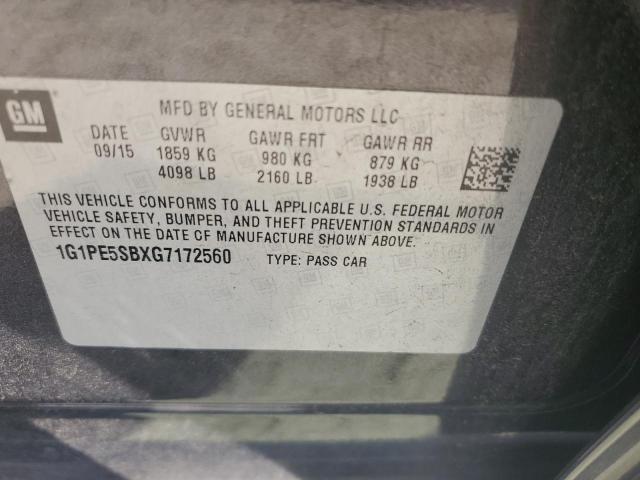 GM
MFD BY GENERAL MOTORS LLC
DATE GVWR GAWR FRT GAWR RR
09/15 1859 KG 980 KG 879 KG
4098 LB 2160 LB 1938 LB
THIS VEHICLE CONFORMS TO ALL APPLICABLE U.S. FEDERAL MOTOR
VEHICLE SAFETY, BUMPER, AND THEFT PREVENTION STANDARDS IN
EFFECT ON THE DATE OF MANUFACTURE SHOWN ABOVE.
1G1PE5SBXG7172560 TYPE: PASS CAR